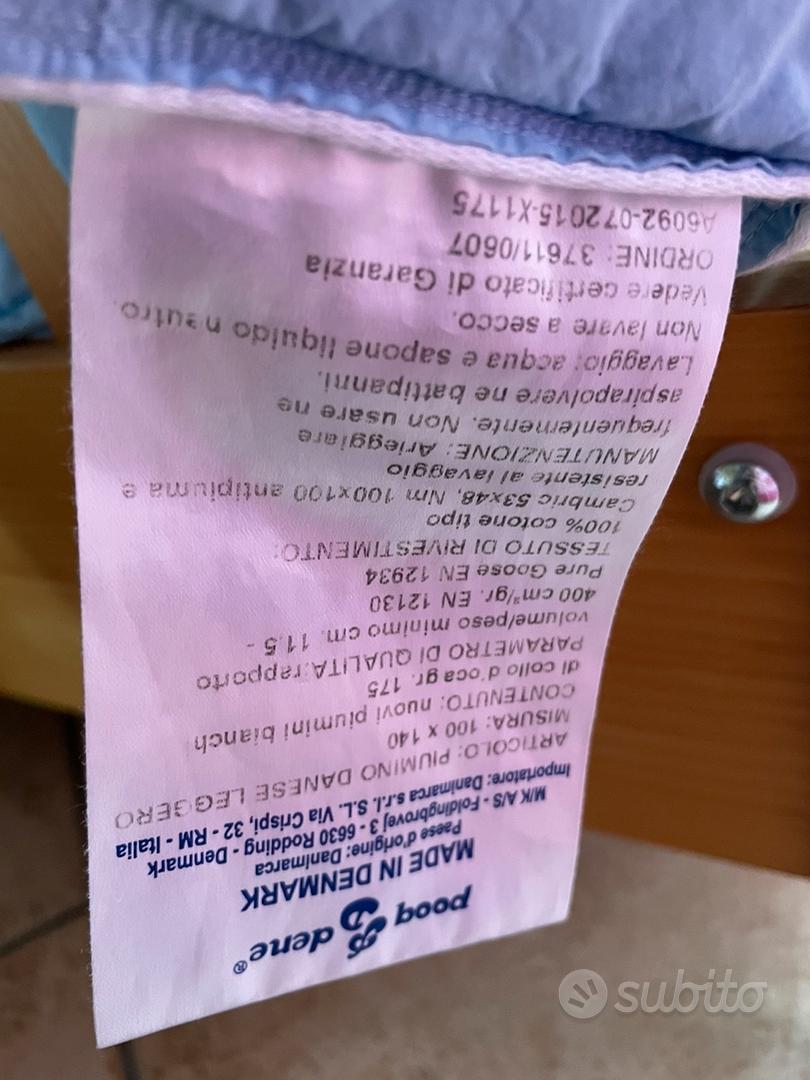 dene ®
MADE IN DENMARK
Paese d'origine: Danimarca
M/K A/S - Foldingbrovej 3 - 6630 Rodding - Denmark
Importatore: Danimarca s.r.l. S.L. Via Crispi, 32 - RM - Italia
ARTICOLO: PIUMINO DANESE LEGGERO
MISURA: 100 x 140
CONTENUTO: nuovi piumini bianchi
di collo d'oca gr. 175
PARAMETRO DI QUALITA: rapporto
volume/peso minimo cm. 11,5 -
400 cm³/gr. EN 12130
Pure Goose EN 12934
TESSUTO DI RIVESTIMENTO:
100% cotone tipo
Cambric 53x48, Nm 100x100 antipiuma e
resistente al lavaggio
MANUTENZIONE: Arieggiare
frequentemente. Non usare ne
aspirapolvere ne battipanni.
Lavaggio: acqua e sapone liquido neutro.
Non lavare a secco.
Vedere certificato di Garanzia
ORDINE: 37611/0607
A6092-072015-X1175
subito